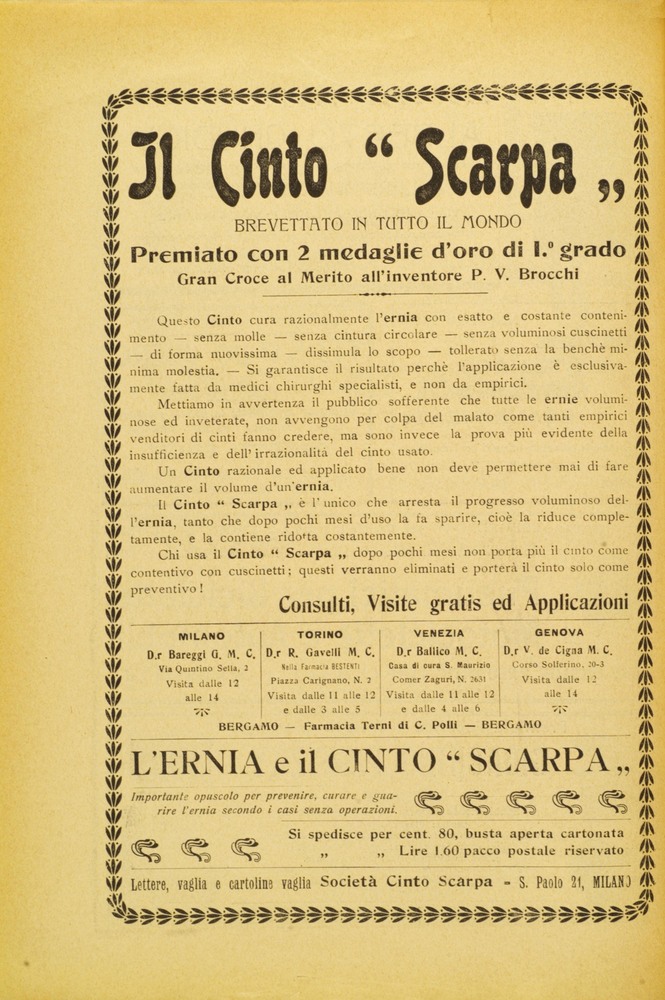 Il Cinto “ Scarpa „
BREVETTATO IN TUTTO IL MONDO
Premiato con 2 medaglie d'oro di I.º grado
Gran Croce al Merito all'inventore P. V. Brocchi
Questo Cinto cura razionalmente l'ernia con esatto e costante conteni-
mento — senza molle — senza cintura circolare — senza voluminosi cuscinetti
— di forma nuovissima — dissimula lo scopo — tollerato senza la benchè mi-
nima molestia. — Si garantisce il risultato perchè l'applicazione è esclusiva-
mente fatta da medici chirurghi specialisti, e non da empirici.
Mettiamo in avvertenza il pubblico sofferente che tutte le ernie volumi-
nose ed inveterate, non avvengono per colpa del malato come tanti empirici
venditori di cinti fanno credere, ma sono invece la prova più evidente della
insufficienza e dell'irrazionalità del cinto usato.
Un Cinto razionale ed applicato bene non deve permettere mai di fare
aumentare il volume d'un'ernia.
Il Cinto “ Scarpa „ è l'unico che arresta il progresso voluminoso del-
l'ernia, tanto che dopo pochi mesi d'uso la fa sparire, cioè la riduce comple-
tamente, e la contiene ridotta costantemente.
Chi usa il Cinto “ Scarpa „ dopo pochi mesi non porta più il cinto come
contentivo con cuscinetti; questi verranno eliminati e porterà il cinto solo come
preventivo!
Consulti, Visite gratis ed Applicazioni
MILANO
D.r Bareggi G. M. C.
Via Quintino Sella, 2
Visita dalle 12
alle 14
TORINO
D.r R. Gavelli M. C.
Nella Farmacia BESTENTI
Piazza Carignano, N. 2
Visita dalle 11 alle 12
e dalle 3 alle 5
VENEZIA
D.r Ballico M. C.
Casa di cura S. Maurizio
Comer Zaguri, N. 2631
Visita dalle 11 alle 12
e dalle 4 alle 6
GENOVA
D.r V. de Cigna M. C.
Corso Solferino, 20-3
Visita dalle 12
alle 14
BERGAMO — Farmacia Terni di C. Polli — BERGAMO
L'ERNIA e il CINTO “ SCARPA „
Importante opuscolo per prevenire, curare e gua-
rire l'ernia secondo i casi senza operazioni.
Si spedisce per cent. 80, busta aperta cartonata
„ „ Lire 1.60 pacco postale riservato
Lettere, vaglia e cartoline vaglia Società Cinto Scarpa - S. Paolo 21, MILANO